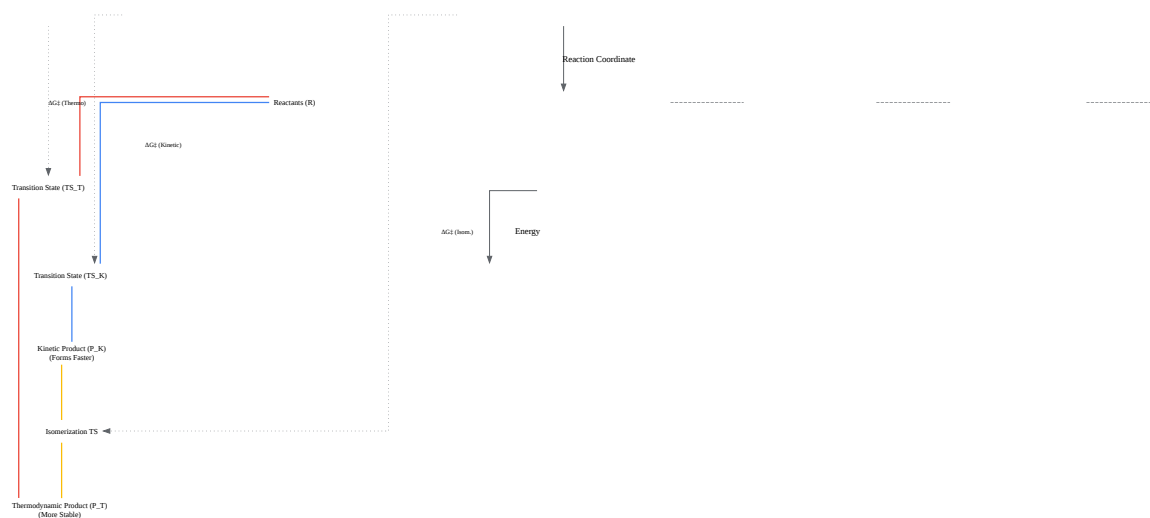 Reaction Coordinate
ΔG‡ (Thermo)
Reactants (R)
ΔG‡ (Kinetic)
Transition State (TS_T)
ΔG‡ (Isom.)
Energy
Transition State (TS_K)
Kinetic Product (P_K)
(Forms Faster)
Isomerization TS
Thermodynamic Product (P_T)
(More Stable)